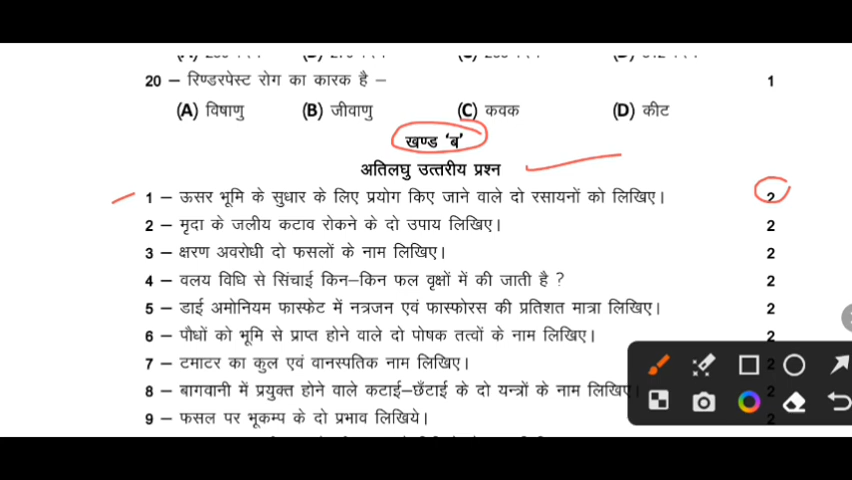 20 – रिण्डरपेस्ट रोग का कारक है – 1
(A) विषाणु (B) जीवाणु (C) कवक (D) कीट
खण्ड 'ब'
अतिलघु उत्तरीय प्रश्न
1 – ऊसर भूमि के सुधार के लिए प्रयोग किए जाने वाले दो रसायनों को लिखिए। 2
2 – मृदा के जलीय कटाव रोकने के दो उपाय लिखिए। 2
3 – क्षरण अवरोधी दो फसलों के नाम लिखिए। 2
4 – वलय विधि से सिंचाई किन–किन फल वृक्षों में की जाती है ? 2
5 – डाई अमोनियम फास्फेट में नत्रजन एवं फास्फोरस की प्रतिशत मात्रा लिखिए। 2
6 – पौधों को भूमि से प्राप्त होने वाले दो पोषक तत्वों के नाम लिखिए। 2
7 – टमाटर का कुल एवं वानस्पतिक नाम लिखिए। 2
8 – बागवानी में प्रयुक्त होने वाले कटाई–छँटाई के दो यन्त्रों के नाम लिखिए। 2
9 – फसल पर भूकम्प के दो प्रभाव लिखिये। 2